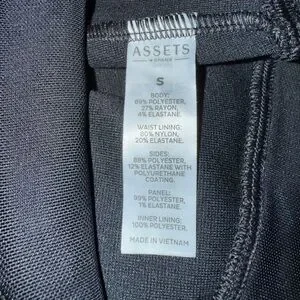 ASSETS
BY SPANX
S
BODY:
69% POLYESTER,
27% RAYON,
4% ELASTANE.
WAIST LINING:
80% NYLON,
20% ELASTANE.
SIDES:
88% POLYESTER,
12% ELASTANE WITH
POLYURETHANE
COATING.
PANEL:
99% POLYESTER,
1% ELASTANE.
INNER LINING:
100% POLYESTER.
MADE IN VIETNAM